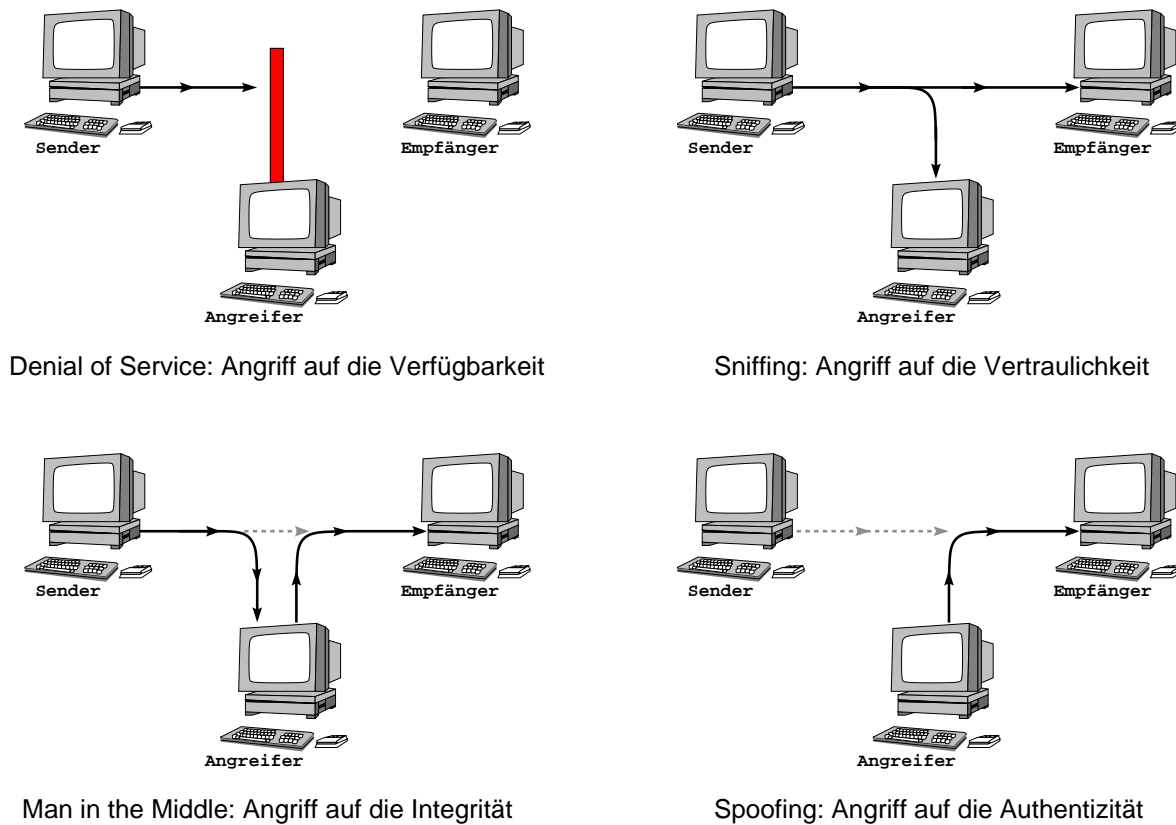 Sender
Empfänger
Angreifer
Denial of Service: Angriff auf die Verfügbarkeit
Sender
Empfänger
Angreifer
Sniffing: Angriff auf die Vertraulichkeit
Sender
Empfänger
Angreifer
Man in the Middle: Angriff auf die Integrität
Sender
Empfänger
Angreifer
Spoofing: Angriff auf die Authentizität